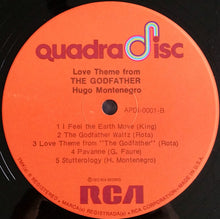 quadradisc
Love Theme from
THE GODFATHER
Hugo Montenegro
APD1-0001-B
1 I Feel the Earth Move (King)
2 The Godfather Waltz (Rota)
3 Love Theme from "The Godfather" (Rota)
4 Pavanne (G. Faure)
5 Stutterology (H. Montenegro)
RCA